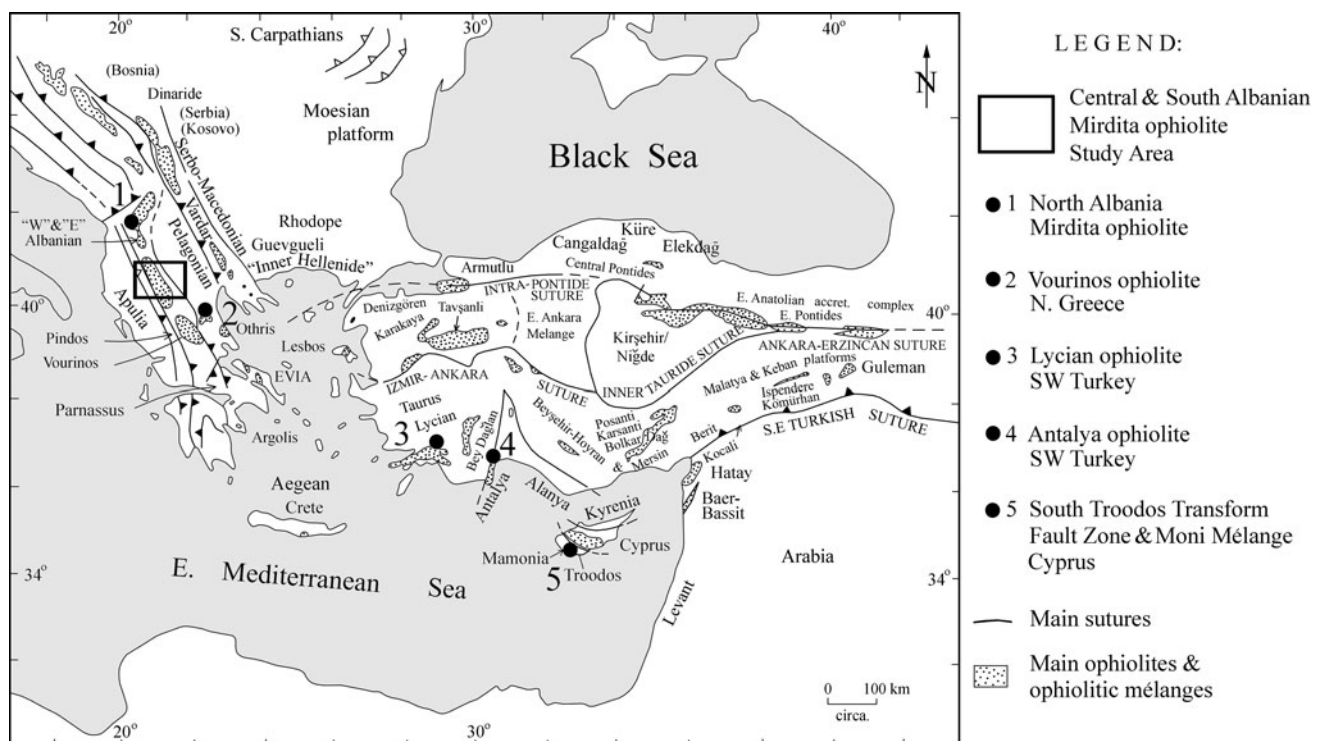 20°
30°
40°
S. Carpathians
(Bosnia)
Dinaride
(Serbia)
(Kosovo)
Moesian
platform
N
Black Sea
Serbo-Macedonian
Vardar
Pelagonian
1
"W"&"E"
Albanian
Rhodope
Guevgueli
"Inner Hellenide"
Küre
Cangaldağ
Elekdağ
Central Pontides
Armutlu
INTRA-PONTIDE
SUTURE
40°
40°
Apulia
2
Othris
Pindos
Vourinos
Denizgören
Karakaya
Tavşanli
E. Ankara
Melange
Kirşehir/
Niğde
E. Anatolian accret. complex
E. Pontides
ANKARA-ERZINCAN SUTURE
Lesbos
EVIA
Parnassus
Argolis
IZMIR-ANKARA
SUTURE
INNER TAURIDE SUTURE
Malatya & Keban platforms
Guleman
Ispendere
Kömürhan
Taurus
Lycian
3
Bey Dağlan
4
Beyşehir-Hoyran
Posanti
Karsanti
Bolkar Dağ
& Mersin
Berit
Kocali
S.E TURKISH SUTURE
Hatay
Baer-
Bassit
Aegean
Crete
Antalya
Alanya
Kyrenia
Cyprus
Mamonia
5
Troodos
Arabia
Levant
34°
34°
E. Mediterranean Sea
0 100 km
circa.
20°
30°
L E G E N D:
Central & South Albanian
Mirdita ophiolite
Study Area
1 North Albania
Mirdita ophiolite
2 Vourinos ophiolite
N. Greece
3 Lycian ophiolite
SW Turkey
4 Antalya ophiolite
SW Turkey
5 South Troodos Transform
Fault Zone & Moni Mélange
Cyprus
Main sutures
Main ophiolites &
ophiolitic mélanges